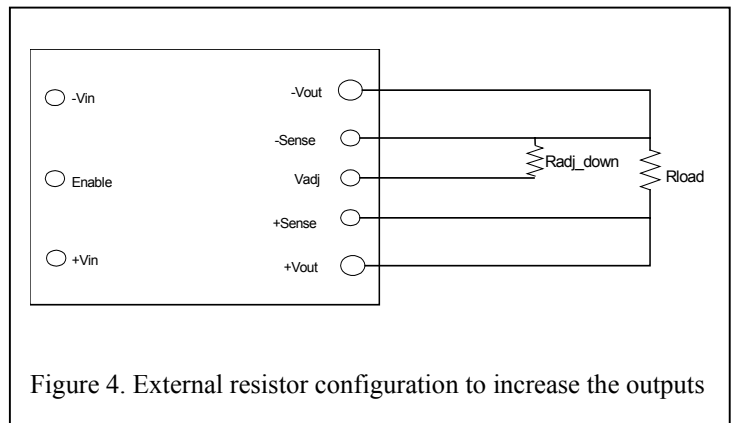 -Vin
-Vout
-Sense
Radj_down
Enable
Vadj
Rload
+Sense
+Vin
+Vout
Figure 4. External resistor configuration to increase the outputs